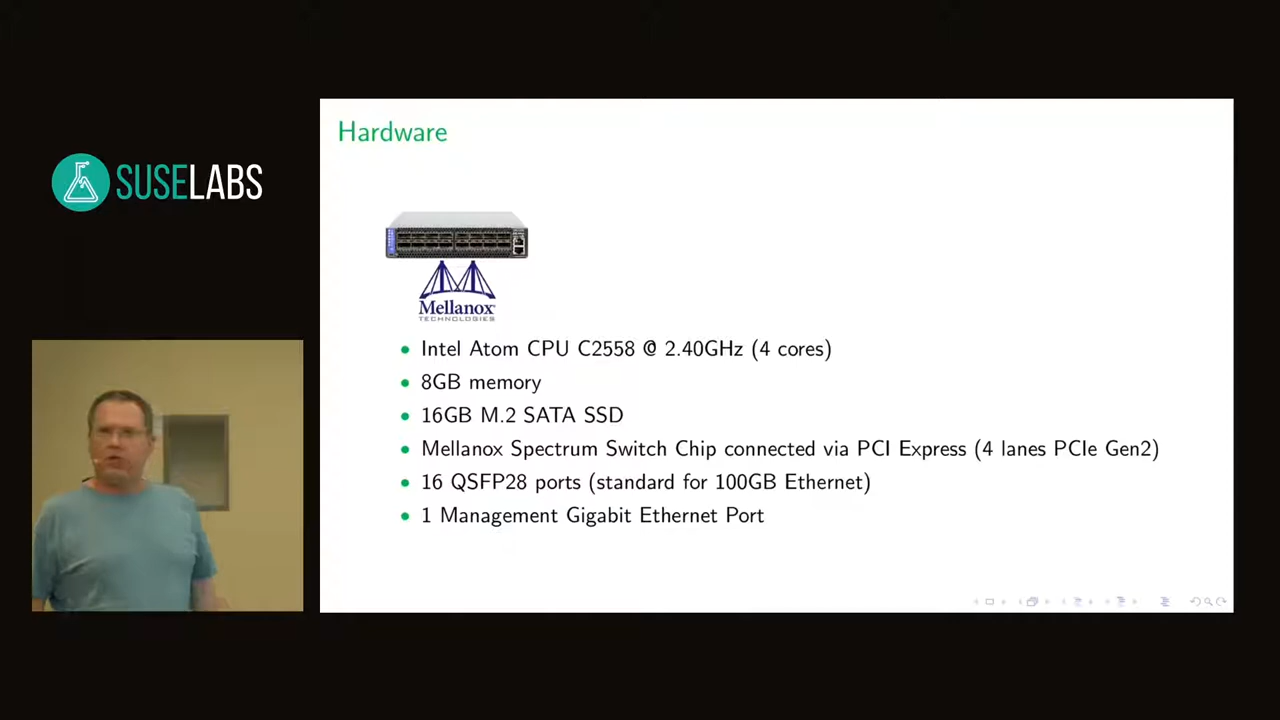 SUSELABS
Hardware
Mellanox
TECHNOLOGIES
Intel Atom CPU C2558 @ 2.40GHz (4 cores)
8GB memory
16GB M.2 SATA SSD
Mellanox Spectrum Switch Chip connected via PCI Express (4 lanes PCIe Gen2)
16 QSFP28 ports (standard for 100GB Ethernet)
1 Management Gigabit Ethernet Port